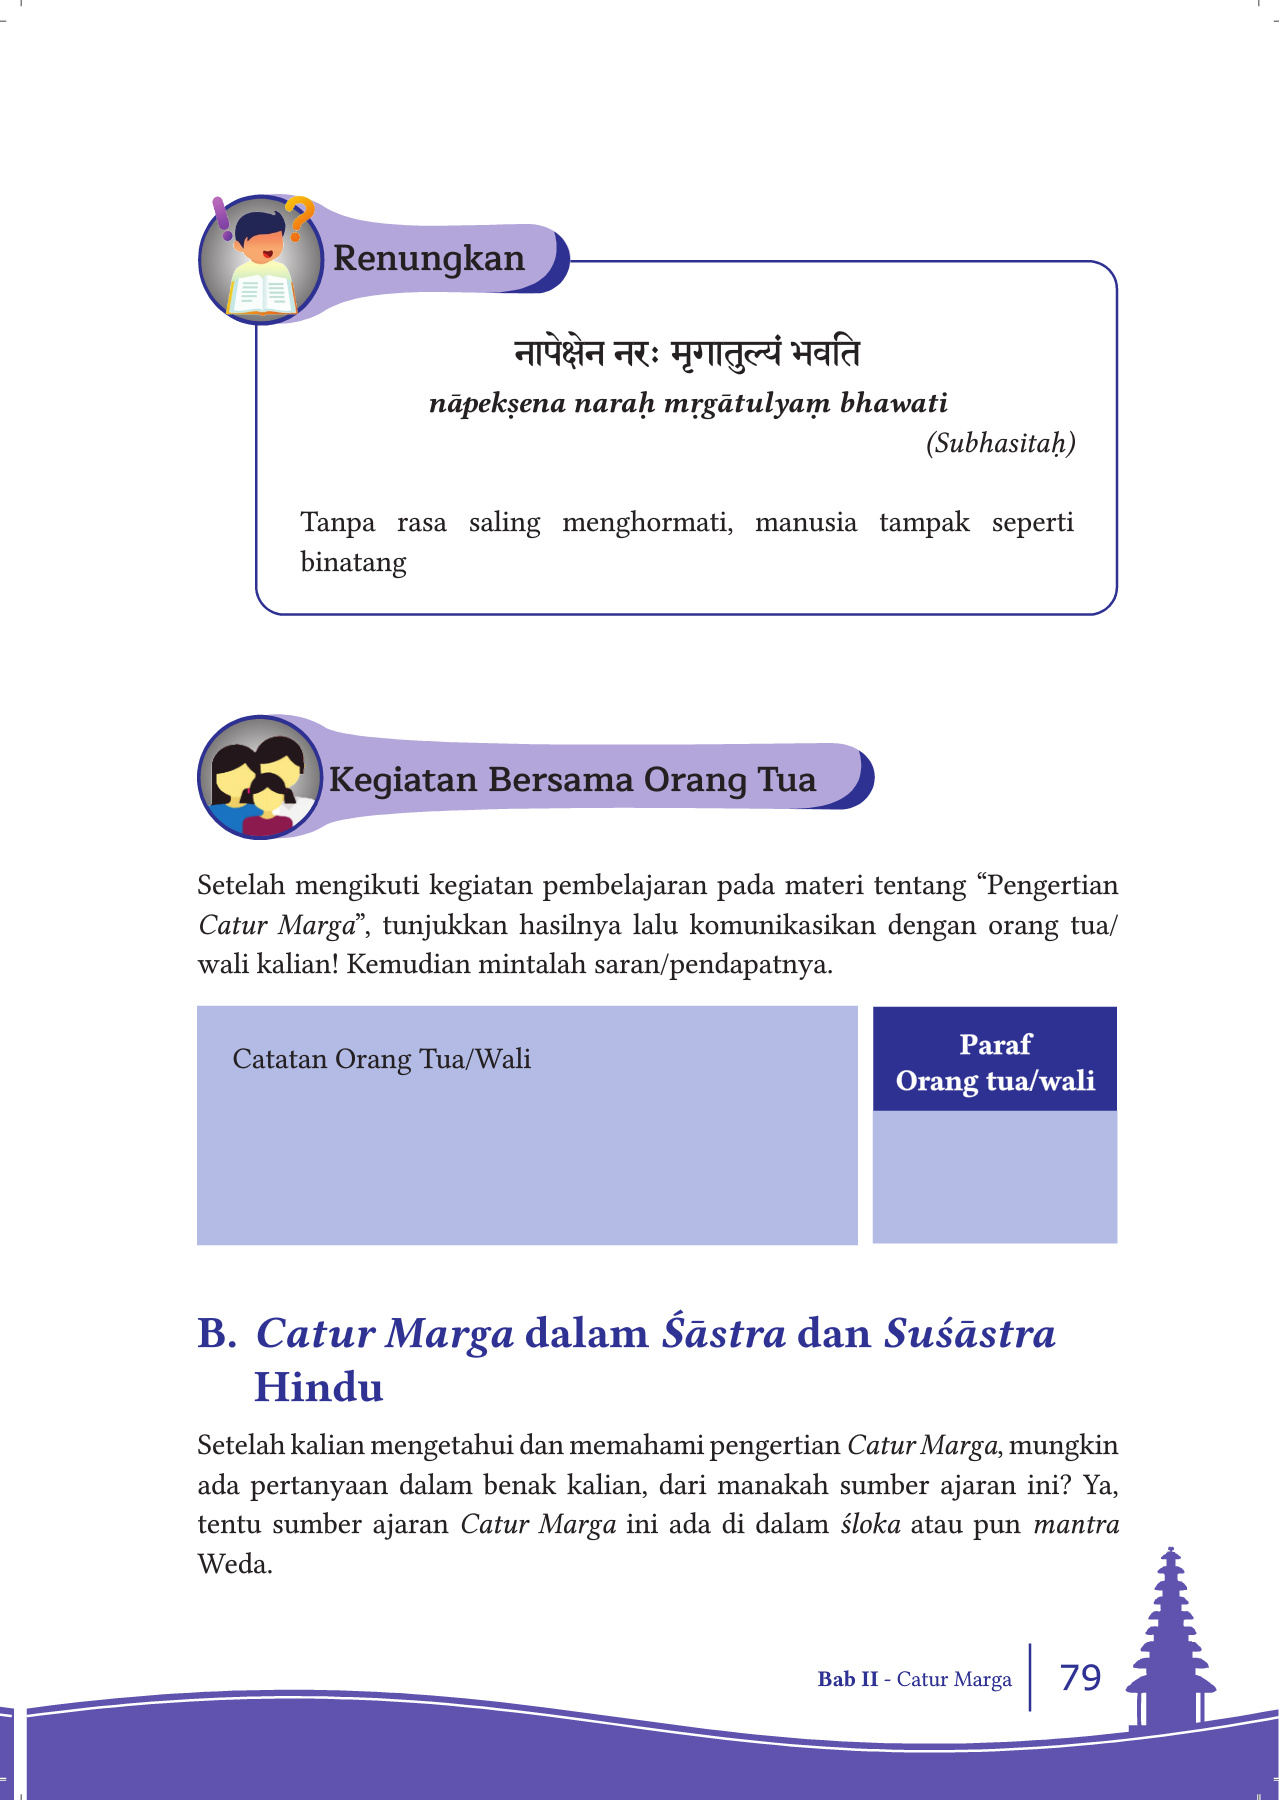 Renungkan
नापेक्षेन नरः मृगातुल्यं भवति
nāpekṣena naraḥ mṛgātulyaṃ bhawati
(Subhasitaḥ)
Tanpa rasa saling menghormati, manusia tampak seperti
binatang
Kegiatan Bersama Orang Tua
Setelah mengikuti kegiatan pembelajaran pada materi tentang “Pengertian
Catur Marga”, tunjukkan hasilnya lalu komunikasikan dengan orang tua/
wali kalian! Kemudian mintalah saran/pendapatnya.
Catatan Orang Tua/Wali
Paraf
Orang tua/wali
B. Catur Marga dalam Śāstra dan Suśāstra
Hindu
Setelah kalian mengetahui dan memahami pengertian Catur Marga, mungkin
ada pertanyaan dalam benak kalian, dari manakah sumber ajaran ini? Ya,
tentu sumber ajaran Catur Marga ini ada di dalam śloka atau pun mantra
Weda.
Bab II - Catur Marga 79